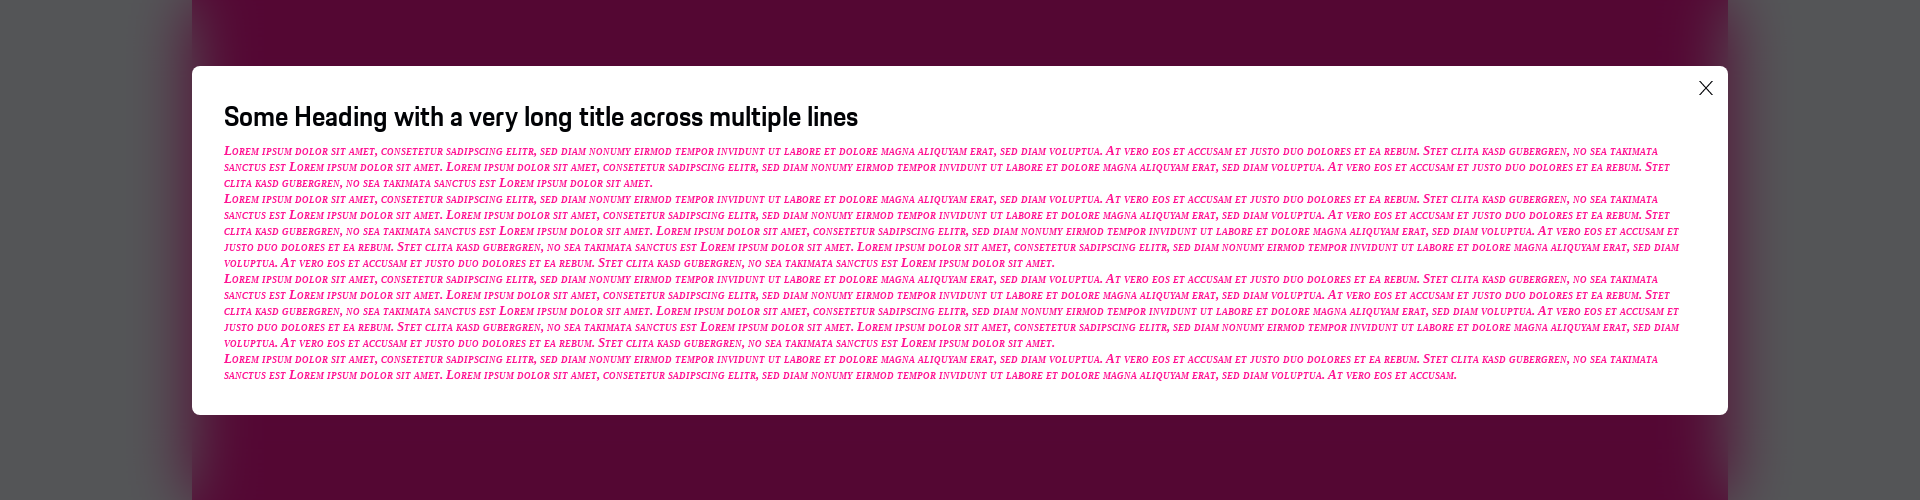 Some Heading with a very long title across multiple lines
Lorem ipsum dolor sit amet, consetetur sadipscing elitr, sed diam nonumy eirmod tempor invidunt ut labore et dolore magna aliquyam erat, sed diam voluptua. At vero eos et accusam et justo duo dolores et ea rebum. Stet clita kasd gubergren, no sea takimata
sanctus est Lorem ipsum dolor sit amet. Lorem ipsum dolor sit amet, consetetur sadipscing elitr, sed diam nonumy eirmod tempor invidunt ut labore et dolore magna aliquyam erat, sed diam voluptua. At vero eos et accusam et justo duo dolores et ea rebum. Stet
clita kasd gubergren, no sea takimata sanctus est Lorem ipsum dolor sit amet.
Lorem ipsum dolor sit amet, consetetur sadipscing elitr, sed diam nonumy eirmod tempor invidunt ut labore et dolore magna aliquyam erat, sed diam voluptua. At vero eos et accusam et justo duo dolores et ea rebum. Stet clita kasd gubergren, no sea takimata
sanctus est Lorem ipsum dolor sit amet. Lorem ipsum dolor sit amet, consetetur sadipscing elitr, sed diam nonumy eirmod tempor invidunt ut labore et dolore magna aliquyam erat, sed diam voluptua. At vero eos et accusam et justo duo dolores et ea rebum. Stet
clita kasd gubergren, no sea takimata sanctus est Lorem ipsum dolor sit amet. Lorem ipsum dolor sit amet, consetetur sadipscing elitr, sed diam nonumy eirmod tempor invidunt ut labore et dolore magna aliquyam erat, sed diam voluptua. At vero eos et accusam et
justo duo dolores et ea rebum. Stet clita kasd gubergren, no sea takimata sanctus est Lorem ipsum dolor sit amet. Lorem ipsum dolor sit amet, consetetur sadipscing elitr, sed diam nonumy eirmod tempor invidunt ut labore et dolore magna aliquyam erat, sed diam
voluptua. At vero eos et accusam et justo duo dolores et ea rebum. Stet clita kasd gubergren, no sea takimata sanctus est Lorem ipsum dolor sit amet.
Lorem ipsum dolor sit amet, consetetur sadipscing elitr, sed diam nonumy eirmod tempor invidunt ut labore et dolore magna aliquyam erat, sed diam voluptua. At vero eos et accusam et justo duo dolores et ea rebum. Stet clita kasd gubergren, no sea takimata
sanctus est Lorem ipsum dolor sit amet. Lorem ipsum dolor sit amet, consetetur sadipscing elitr, sed diam nonumy eirmod tempor invidunt ut labore et dolore magna aliquyam erat, sed diam voluptua. At vero eos et accusam et justo duo dolores et ea rebum. Stet
clita kasd gubergren, no sea takimata sanctus est Lorem ipsum dolor sit amet. Lorem ipsum dolor sit amet, consetetur sadipscing elitr, sed diam nonumy eirmod tempor invidunt ut labore et dolore magna aliquyam erat, sed diam voluptua. At vero eos et accusam et
justo duo dolores et ea rebum. Stet clita kasd gubergren, no sea takimata sanctus est Lorem ipsum dolor sit amet. Lorem ipsum dolor sit amet, consetetur sadipscing elitr, sed diam nonumy eirmod tempor invidunt ut labore et dolore magna aliquyam erat, sed diam
voluptua. At vero eos et accusam et justo duo dolores et ea rebum. Stet clita kasd gubergren, no sea takimata sanctus est Lorem ipsum dolor sit amet.
Lorem ipsum dolor sit amet, consetetur sadipscing elitr, sed diam nonumy eirmod tempor invidunt ut labore et dolore magna aliquyam erat, sed diam voluptua. At vero eos et accusam et justo duo dolores et ea rebum. Stet clita kasd gubergren, no sea takimata
sanctus est Lorem ipsum dolor sit amet. Lorem ipsum dolor sit amet, consetetur sadipscing elitr, sed diam nonumy eirmod tempor invidunt ut labore et dolore magna aliquyam erat, sed diam voluptua. At vero eos et accusam.